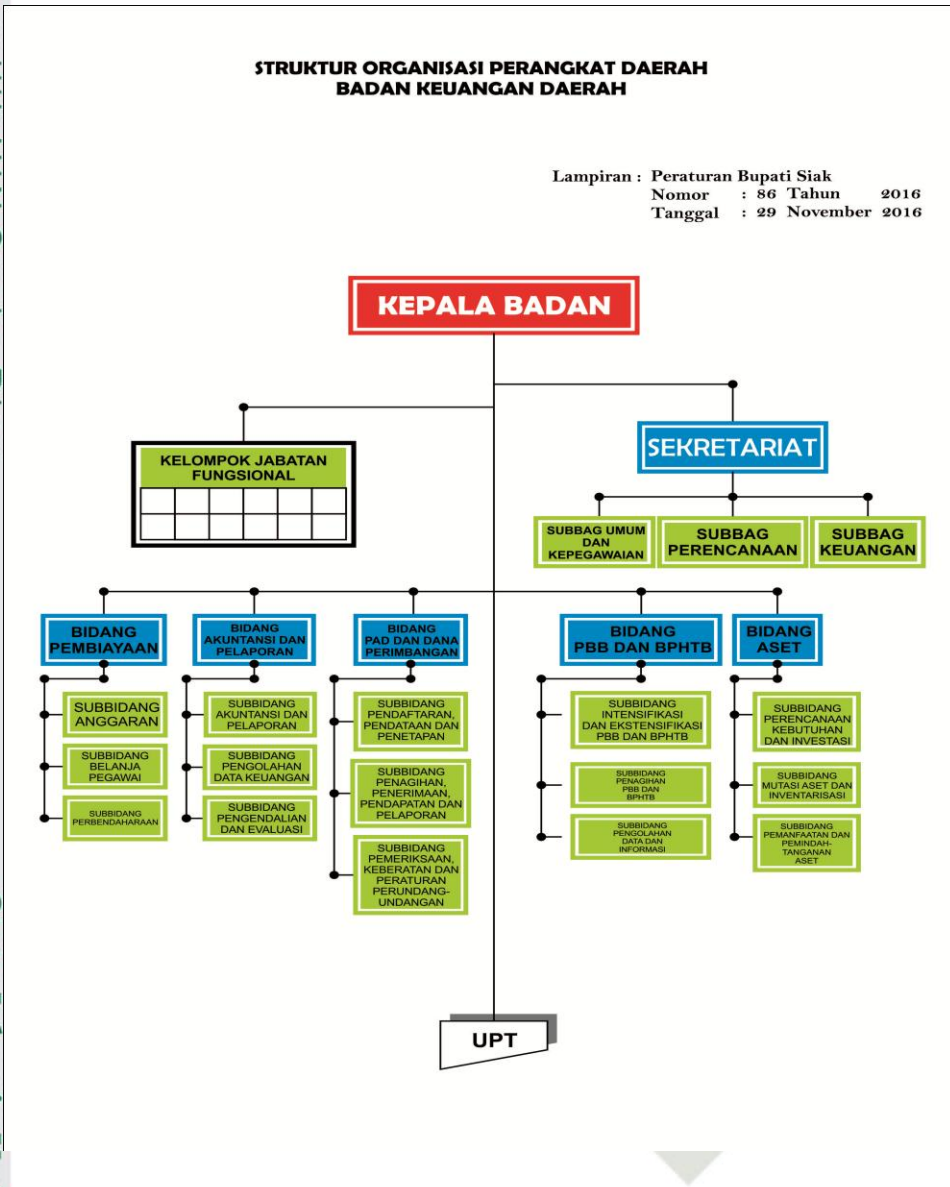 STRUKTUR ORGANISASI PERANGKAT DAERAH
BADAN KEUANGAN DAERAH
Lampiran : Peraturan Bupati Siak
Nomor : 86 Tahun 2016
Tanggal : 29 November 2016
KEPALA BADAN
KELOMPOK JABATAN
FUNGSIONAL
SEKRETARIAT
SUBBAG UMUM
DAN
KEPEGAWAIAN
SUBBAG
PERENCANAAN
SUBBAG
KEUANGAN
BIDANG
PEMBIAYAAN
SUBBIDANG
ANGGARAN
SUBBIDANG
BELANJA
PEGAWAI
SUBBIDANG
PERBENDAHARAAN
BIDANG
AKUNTANSI DAN
PELAPORAN
SUBBIDANG
AKUNTANSI DAN
PELAPORAN
SUBBIDANG
PENGOLAHAN
DATA KEUANGAN
SUBBIDANG
PENGENDALIAN
DAN EVALUASI
BIDANG
PAD DAN DANA
PERIMBANGAN
SUBBIDANG
PENDAFTARAN,
PENDATAAN DAN
PENETAPAN
SUBBIDANG
PENAGIHAN,
PENERIMAAN,
PENDAPATAN DAN
PELAPORAN
SUBBIDANG
PEMERIKSAAN,
KEBERATAN DAN
PERATURAN
PERUNDANG-
UNDANGAN
BIDANG
PBB DAN BPHTB
SUBBIDANG
INTENSIFIKASI
DAN EKSTENSIFIKASI
PBB DAN BPHTB
SUBBIDANG
PENAGIHAN
PBB DAN
BPHTB
SUBBIDANG
PENGOLAHAN
DATA DAN
INFORMASI
BIDANG
ASET
SUBBIDANG
PERENCANAAN
KEBUTUHAN
DAN INVESTASI
SUBBIDANG
MUTASI ASET DAN
INVENTARISASI
SUBBIDANG
PEMANFAATAN DAN
PEMINDAH-
TANGANAN
ASET
UPT